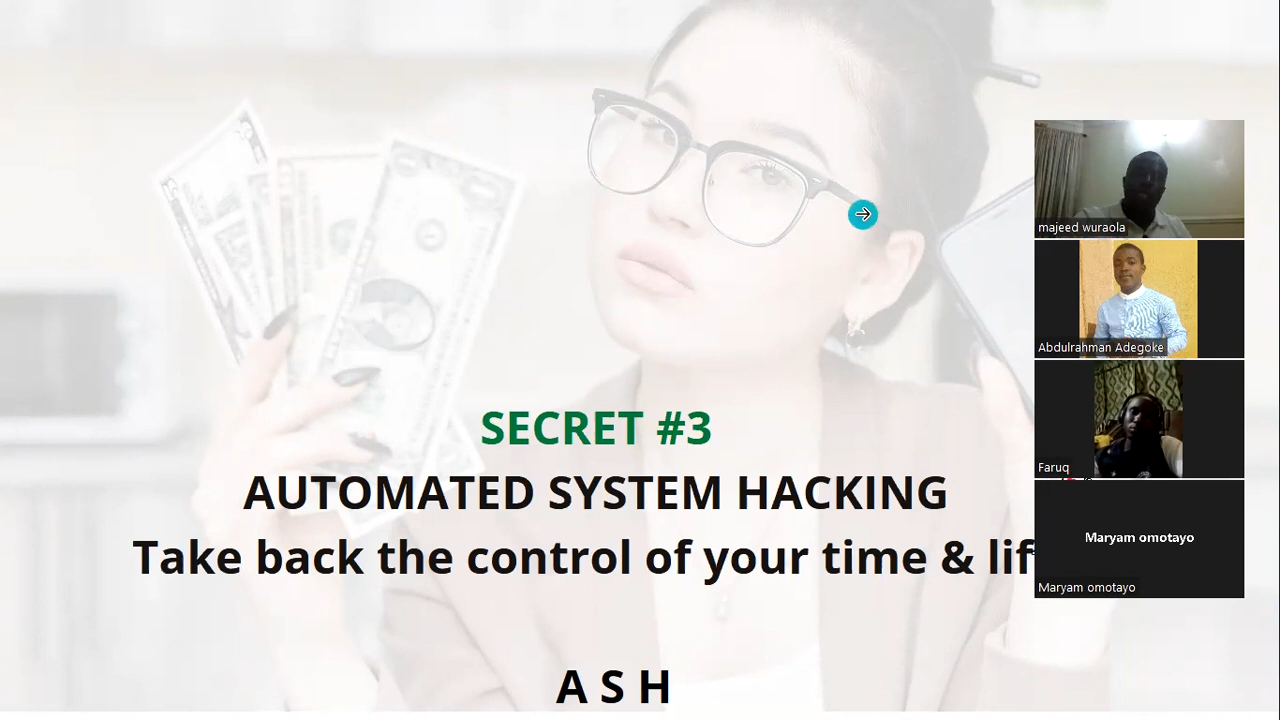 SECRET #3
AUTOMATED SYSTEM HACKING
Take back the control of your time & lif
A S H
majeed wuraola
Abdulrahman Adegoke
Faruq
Maryam omotayo
Maryam omotayo